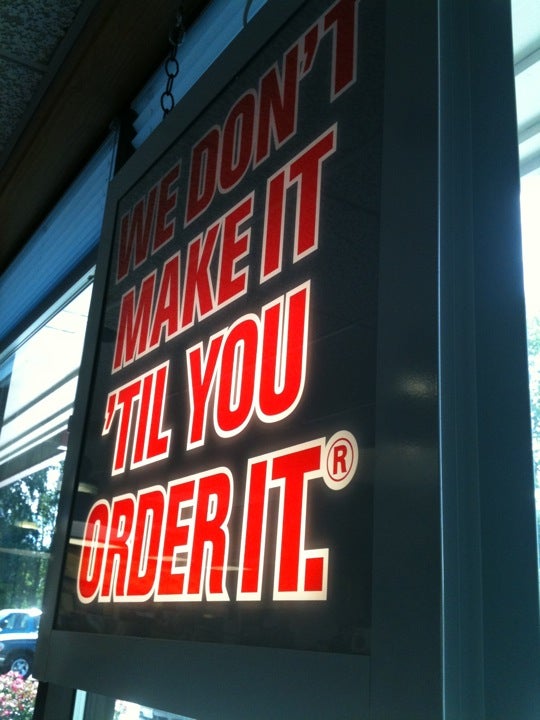 WE DON'T
MAKE IT
'TIL YOU
ORDER IT.®